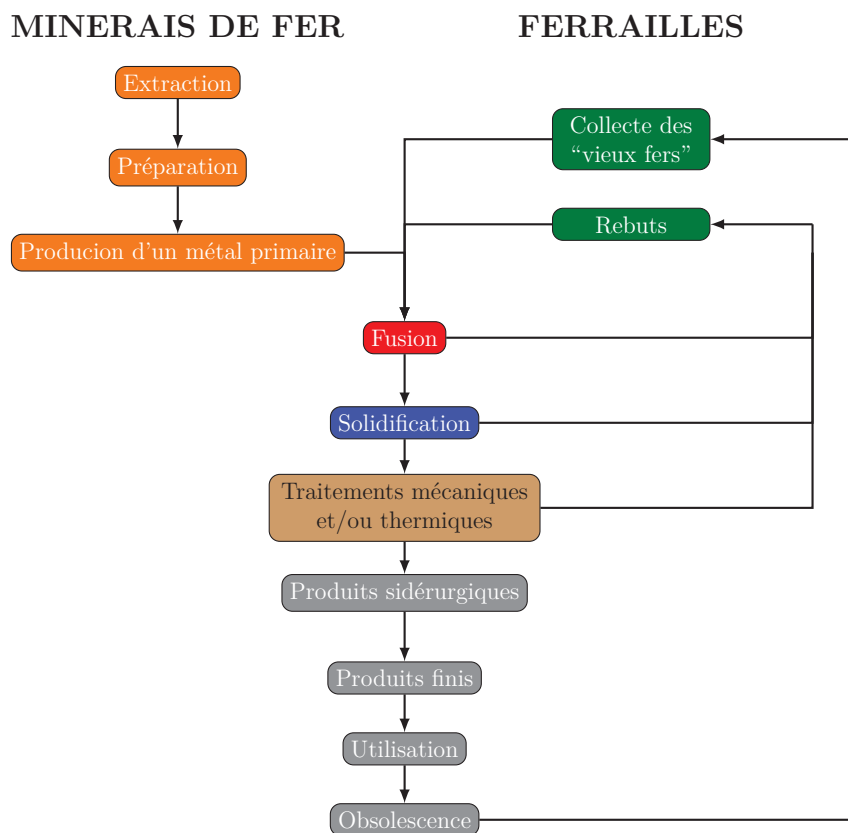 MINERAIS DE FER
FERRAILLES
Extraction
Collecte des
“vieux fers”
Préparation
Rebuts
Producion d'un métal primaire
Fusion
Solidification
Traitements mécaniques
et/ou thermiques
Produits sidérurgiques
Produits finis
Utilisation
Obsolescence